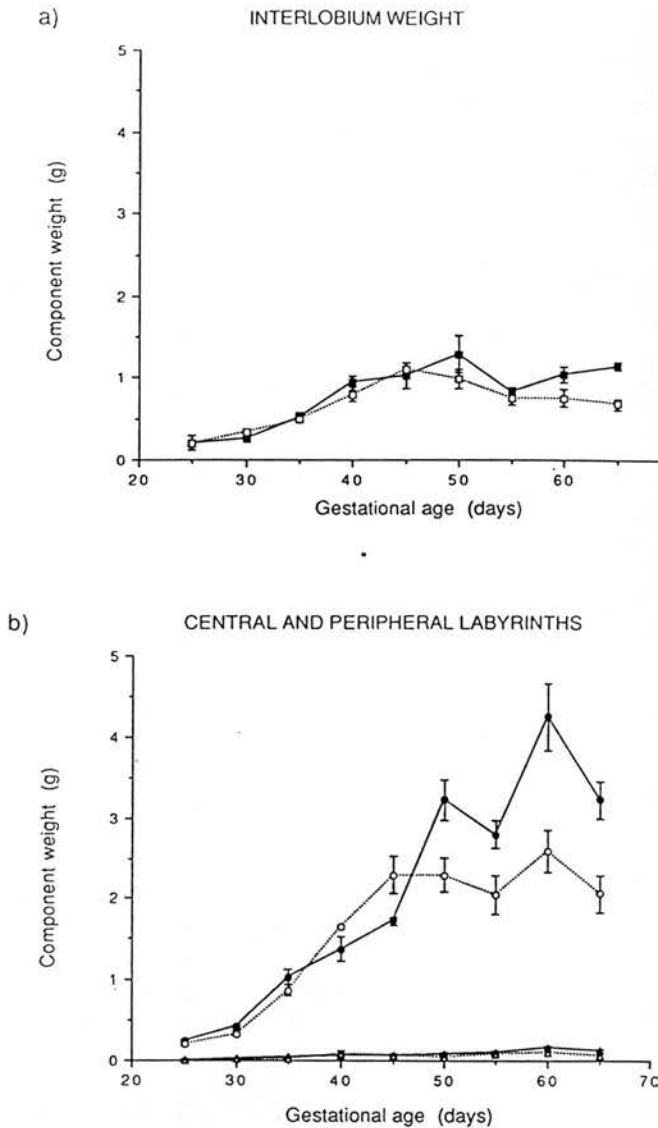 a)
INTERLOBIUM WEIGHT
5
4
3
2
1
0
Component weight (g)
20 30 40 50 60
Gestational age (days)
b)
CENTRAL AND PERIPHERAL LABYRINTHS
5
4
3
2
1
0
Component weight (g)
20 30 40 50 60 70
Gestational age (days)